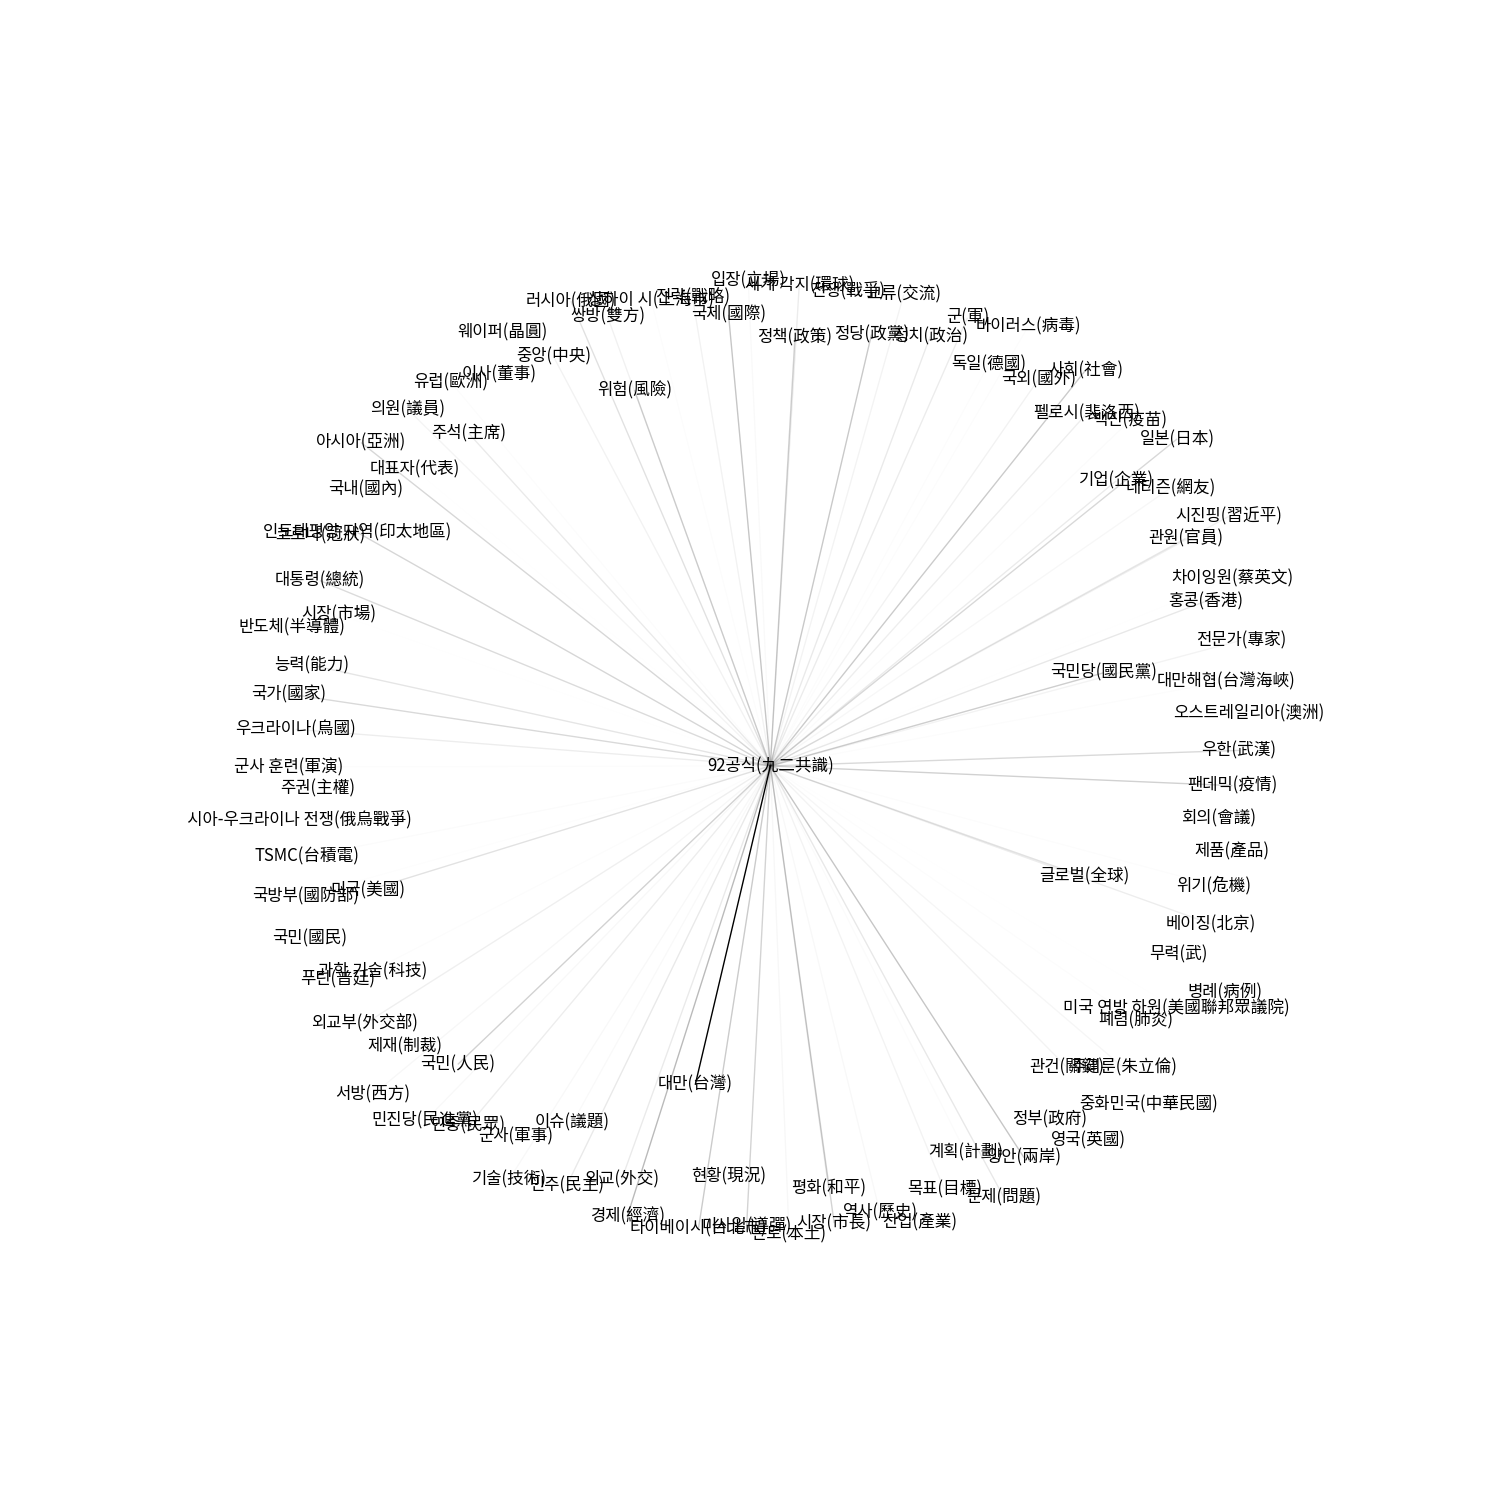 입장(立場)
세계 각지(環球)
전쟁(戰爭)
교류(交流)
전략(戰略)
러시아(俄國)
쌍방(雙方)
국제(國際)
군(軍)
바이러스(病毒)
웨이퍼(晶圓)
정책(政策)
정당(政黨)
정치(政治)
중앙(中央)
독일(德國)
이사(董事)
유럽(歐洲)
국외(國外)
사회(社會)
위험(風險)
의원(議員)
펠로시(裴洛西)
백신(疫苗)
주석(主席)
아시아(亞洲)
일본(日本)
대표자(代表)
기업(企業)
국내(國內)
네티즌(網友)
시진핑(習近平)
인도태평양 지역(印太地區)
관원(官員)
대통령(總統)
차이잉원(蔡英文)
홍콩(香港)
시장(市場)
반도체(半導體)
전문가(專家)
능력(能力)
국민당(國民黨)
대만해협(台灣海峽)
국가(國家)
오스트레일리아(澳洲)
우크라이나(烏國)
우한(武漢)
92공식(九二共識)
군사 훈련(軍演)
주권(主權)
팬데믹(疫情)
시아-우크라이나 전쟁(俄烏戰爭)
회의(會議)
TSMC(台積電)
제품(產品)
글로벌(全球)
국방부(國防部)
미국(美國)
위기(危機)
베이징(北京)
국민(國民)
무력(武)
과학 기술(科技)
푸틴(普廷)
병례(病例)
미국 연방 하원(美國聯邦眾議院)
폐렴(肺炎)
외교부(外交部)
제재(制裁)
국민(人民)
관건(關鍵)
주리룬(朱立倫)
대만(台灣)
서방(西方)
중화민국(中華民國)
민진당(民進黨)
민중(民眾)
이슈(議題)
정부(政府)
군사(軍事)
영국(英國)
계획(計劃)
양안(兩岸)
기술(技術)
민주(民主)
외교(外交)
현황(現況)
평화(和平)
목표(目標)
문제(問題)
경제(經濟)
역사(歷史)
시장(市長)
산업(產業)
미사일(導彈)
본토(本土)